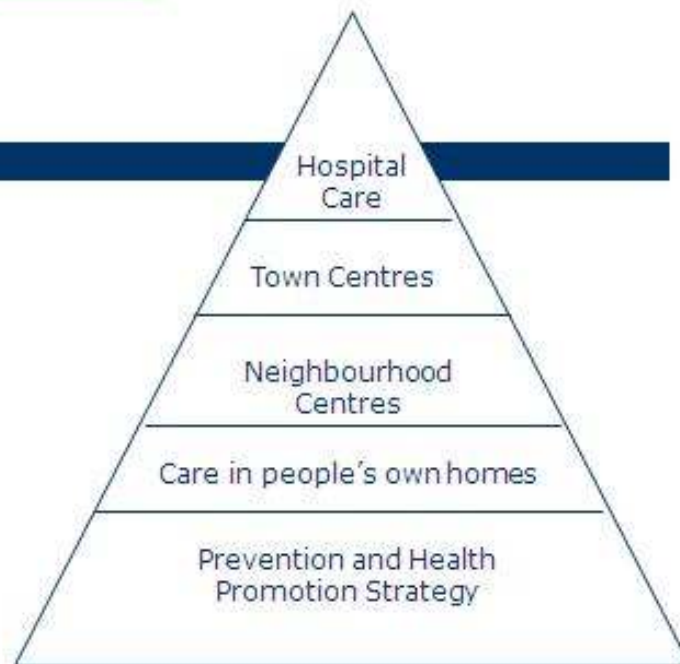 Hospital
Care
Town Centres
Neighbourhood
Centres
Care in people's own homes
Prevention and Health
Promotion Strategy